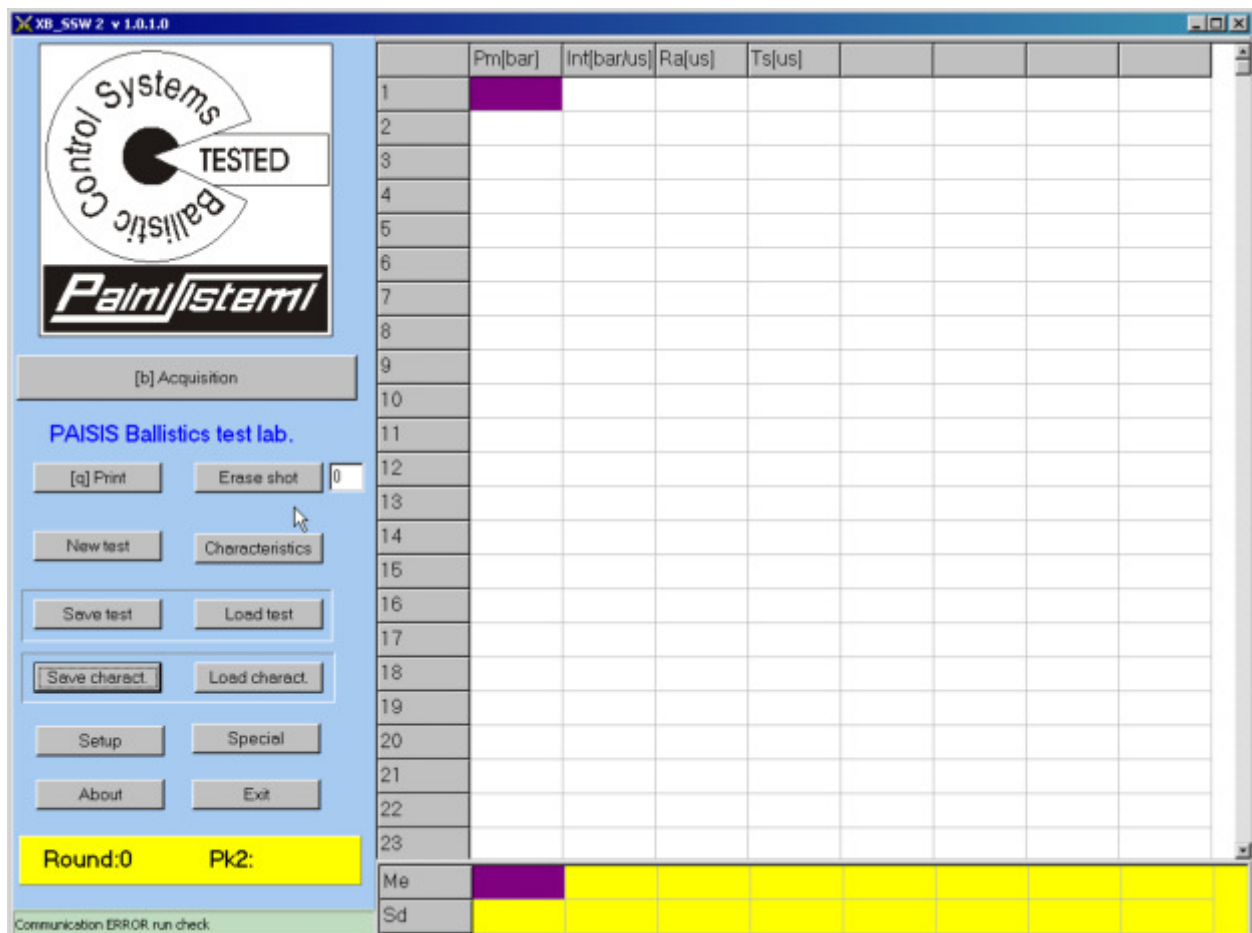 XB_SSW 2 v 1.0.1.0
Ballistic Control Systems
TESTED
PainiSistemi
[b] Acquisition
PAISIS Ballistics test lab.
[q] Print
Erase shot
0
New test
Characteristics
Save test
Load test
Save charact.
Load charact.
Setup
Special
About
Exit
Round:0 Pk2:
Communication ERROR run check
Pm[bar] Int[bar/us] Ra[us] Ts[us]
1
2
3
4
5
6
7
8
9
10
11
12
13
14
15
16
17
18
19
20
21
22
23
Me
Sd